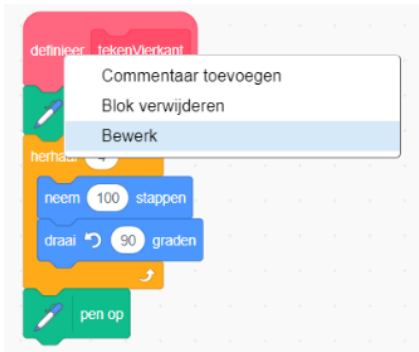 definieer tekenVierkant
Commentaar toevoegen
Blok verwijderen
Bewerk
herhaal 4
neem 100 stappen
draai 90 graden
pen op